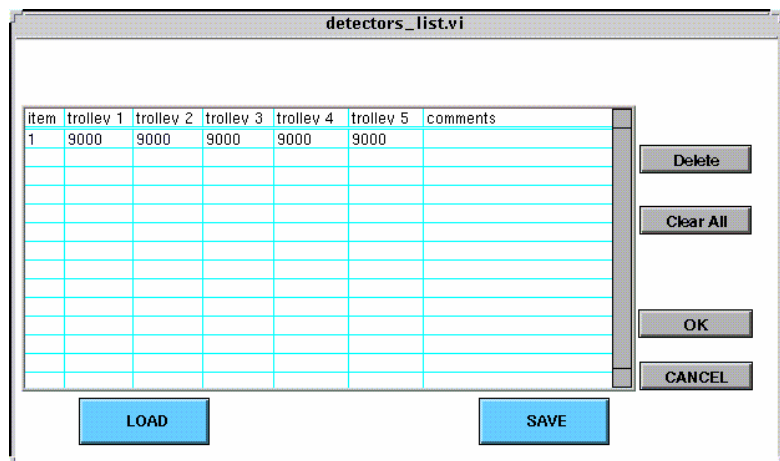 detectors_list.vi
item trolley 1 trolley 2 trolley 3 trolley 4 trolley 5 comments
1 9000 9000 9000 9000 9000
Delete
Clear All
OK
CANCEL
LOAD SAVE